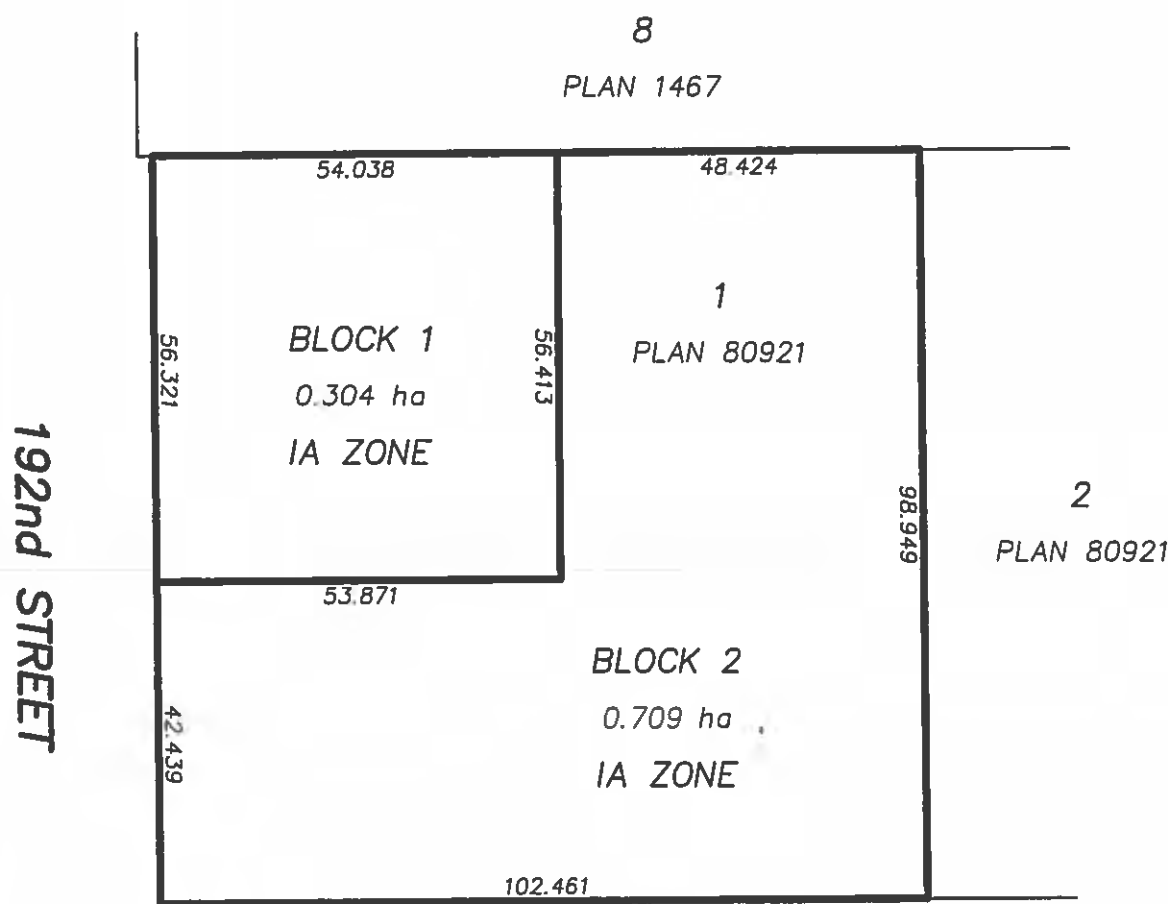 8
PLAN 1467
54.038
48.424
1
PLAN 80921
BLOCK 1
0.304 ha
IA ZONE
56.321
56.413
98.949
2
PLAN 80921
192nd STREET
53.871
BLOCK 2
0.709 ha
IA ZONE
42.439
102.461